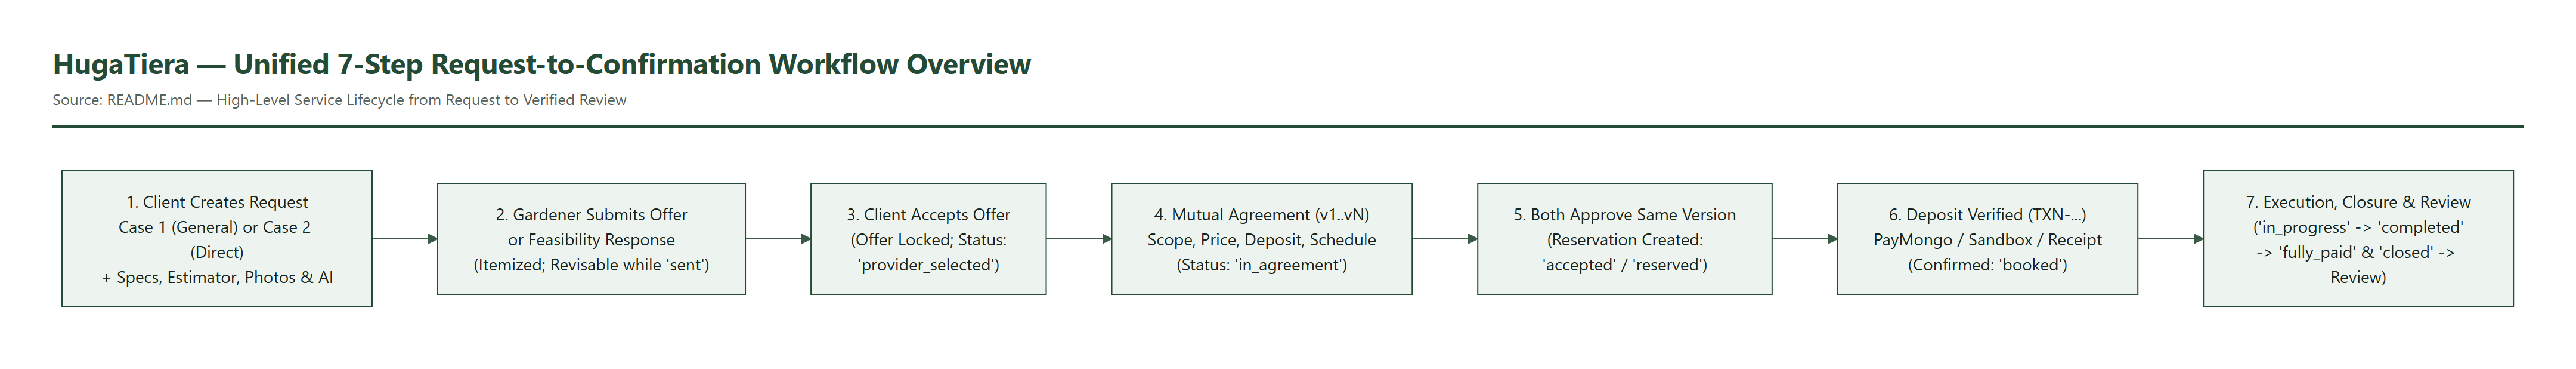 HugaTiera — Unified 7-Step Request-to-Confirmation Workflow Overview
Source: README.md — High-Level Service Lifecycle from Request to Verified Review
1. Client Creates Request
Case 1 (General) or Case 2
(Direct)
+ Specs, Estimator, Photos & AI
2. Gardener Submits Offer
or Feasibility Response
(Itemized; Revisable while 'sent')
3. Client Accepts Offer
(Offer Locked; Status:
'provider_selected')
4. Mutual Agreement (v1..vN)
Scope, Price, Deposit, Schedule
(Status: 'in_agreement')
5. Both Approve Same Version
(Reservation Created:
'accepted' / 'reserved')
6. Deposit Verified (TXN-...)
PayMongo / Sandbox / Receipt
(Confirmed: 'booked')
7. Execution, Closure & Review
('in_progress' -> 'completed'
-> 'fully_paid' & 'closed' ->
Review)